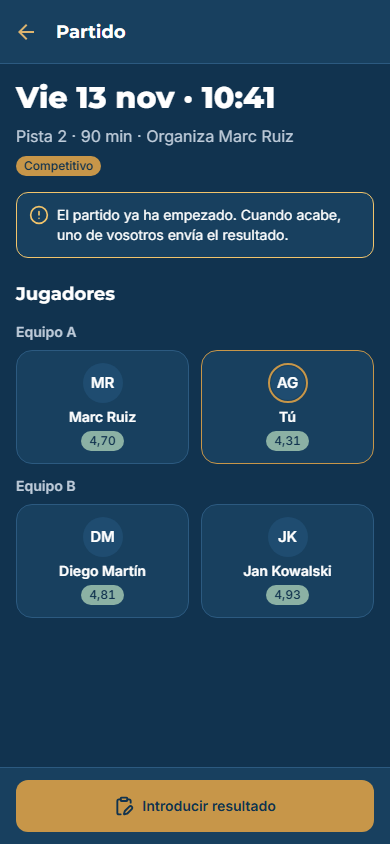 Partido
Vie 13 nov · 10:41
Pista 2 · 90 min · Organiza Marc Ruiz
Competitivo
El partido ya ha empezado. Cuando acabe,
uno de vosotros envía el resultado.
Jugadores
Equipo A
MR
Marc Ruiz
4,70
AG
Tú
4,31
Equipo B
DM
Diego Martín
4,81
JK
Jan Kowalski
4,93
Introducir resultado